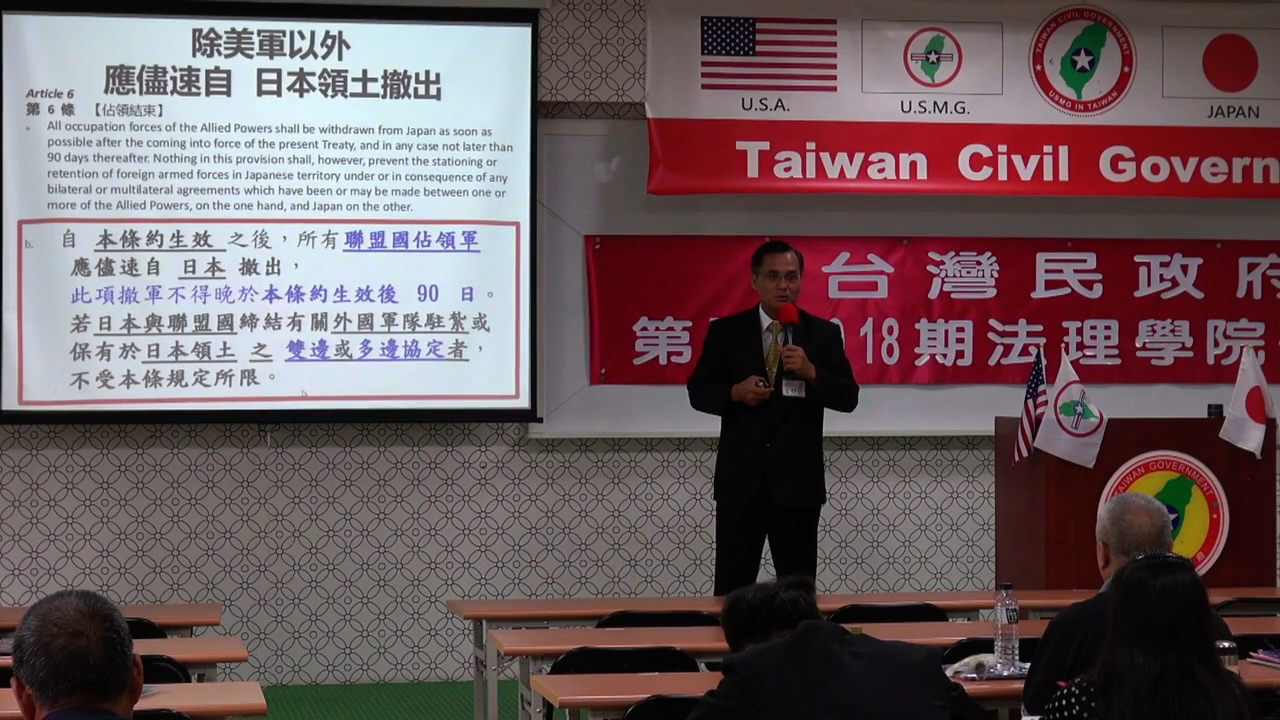 除美軍以外
應儘速自 日本領土撤出
Article 6
第 6 條 【佔領結束】
a. All occupation forces of the Allied Powers shall be withdrawn from Japan as soon as
possible after the coming into force of the present Treaty, and in any case not later than
90 days thereafter. Nothing in this provision shall, however, prevent the stationing or
retention of foreign armed forces in Japanese territory under or in consequence of any
bilateral or multilateral agreements which have been or may be made between one or
more of the Allied Powers, on the one hand, and Japan on the other.
b. 自 本條約生效 之後，所有聯盟國佔領軍
應儘速自 日本 撤出，
此項撤軍不得晚於本條約生效後 90 日。
若日本與聯盟國締結有關外國軍隊駐紮或
保有於日本領土 之 雙邊或多邊協定者，
不受本條規定所限。
U.S.A.
U.S.M.G.
TAIWAN CIVIL GOVERNMENT
USMG IN TAIWAN
JAPAN
Taiwan Civil Govern
台灣民政府
第 18期法理學院
TAIWAN GOVERNMENT